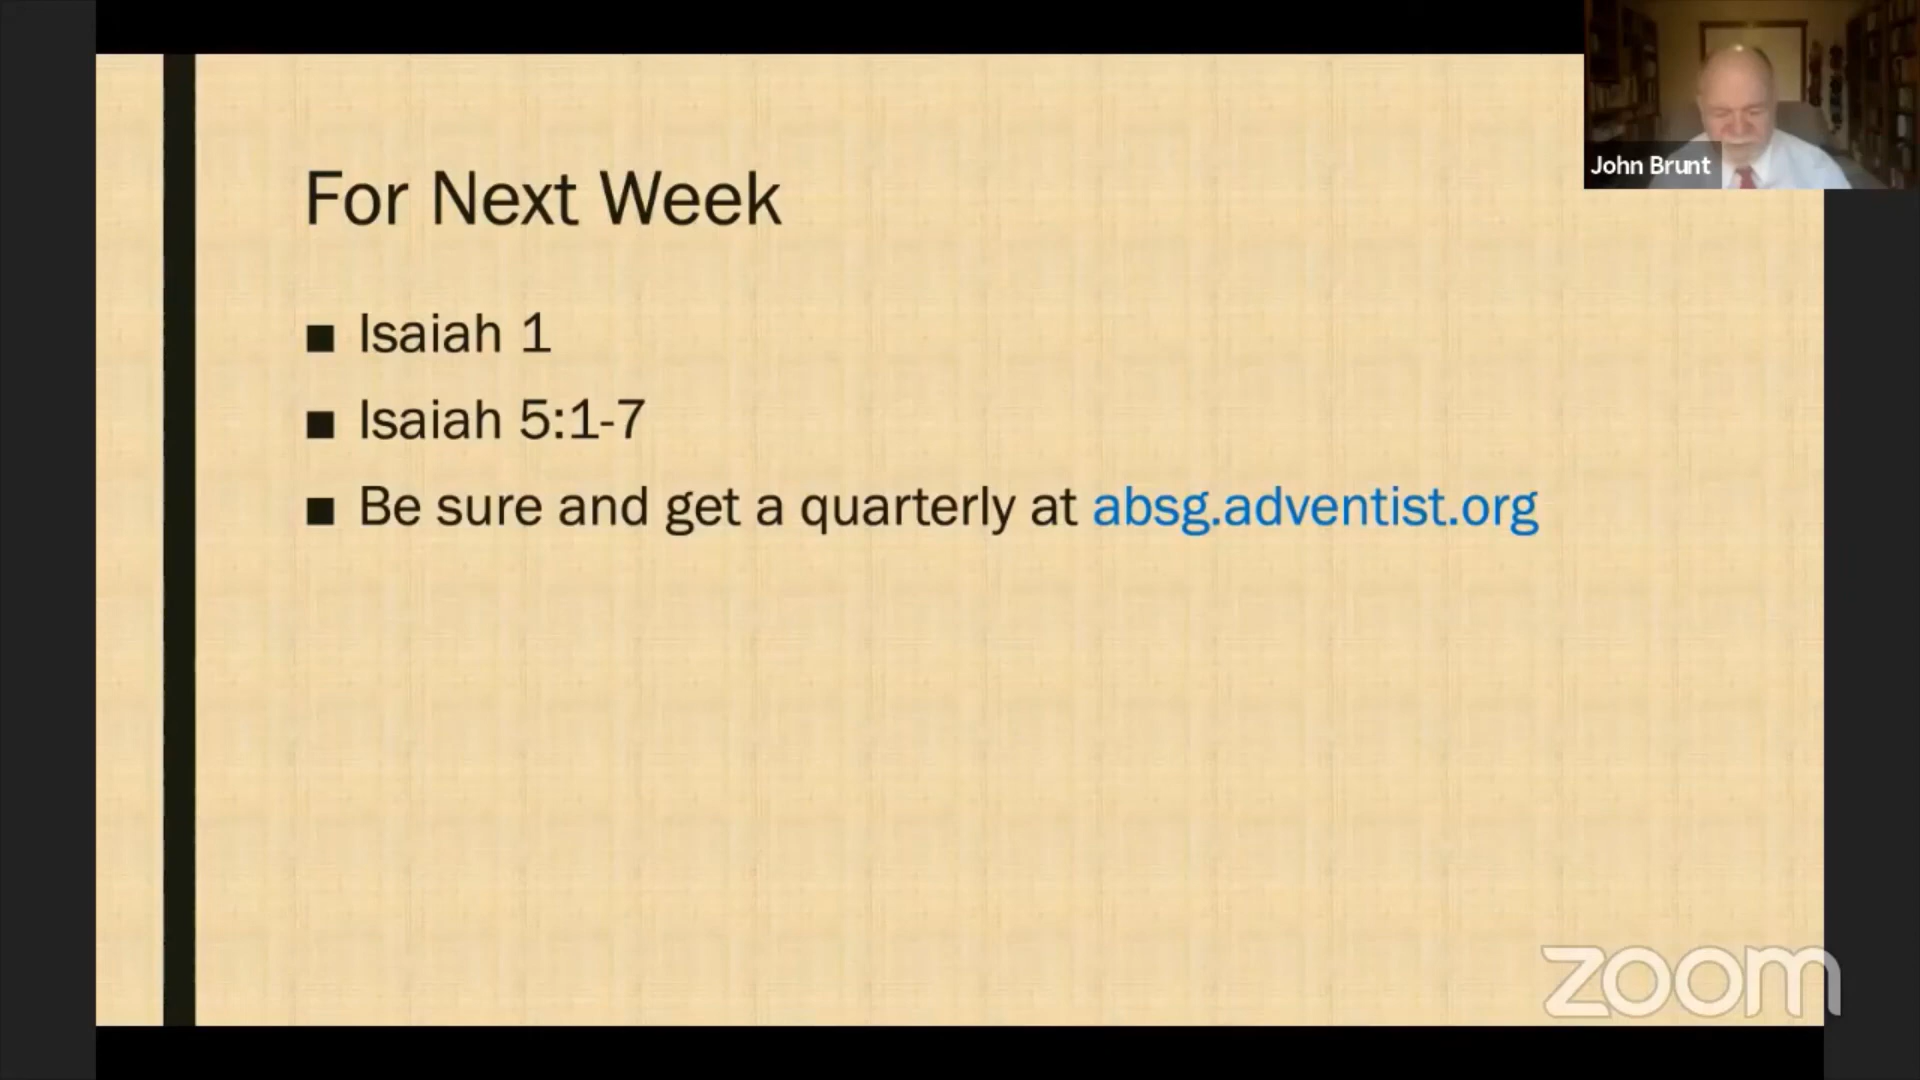 For Next Week
Isaiah 1
Isaiah 5:1-7
Be sure and get a quarterly at absg.adventist.org
John Brunt
zoom